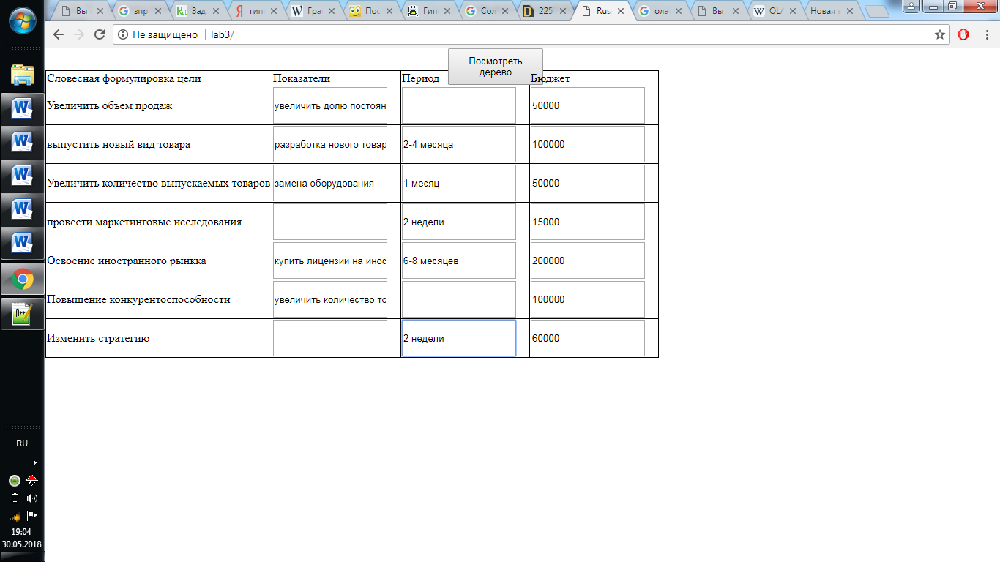 Вы
зпр
Зад
гип
Гра
Пос
Гип
Сол
225
Rus
ола
Вы
OLA
Новая
Не защищено lab3/
Посмотреть
дерево
Словесная формулировка цели Показатели Период Бюджет
Увеличить объем продаж увеличить долю постоян 50000
выпустить новый вид товара разработка нового товар 2-4 месяца 100000
Увеличить количество выпускаемых товаров замена оборудования 1 месяц 50000
провести маркетинговые исследования 2 недели 15000
Освоение иностранного рынкка купить лицензии на инос 6-8 месяцев 200000
Повышение конкурентоспособности увеличить количество то 100000
Изменить стратегию 2 недели 60000
RU
19:04
30.05.2018